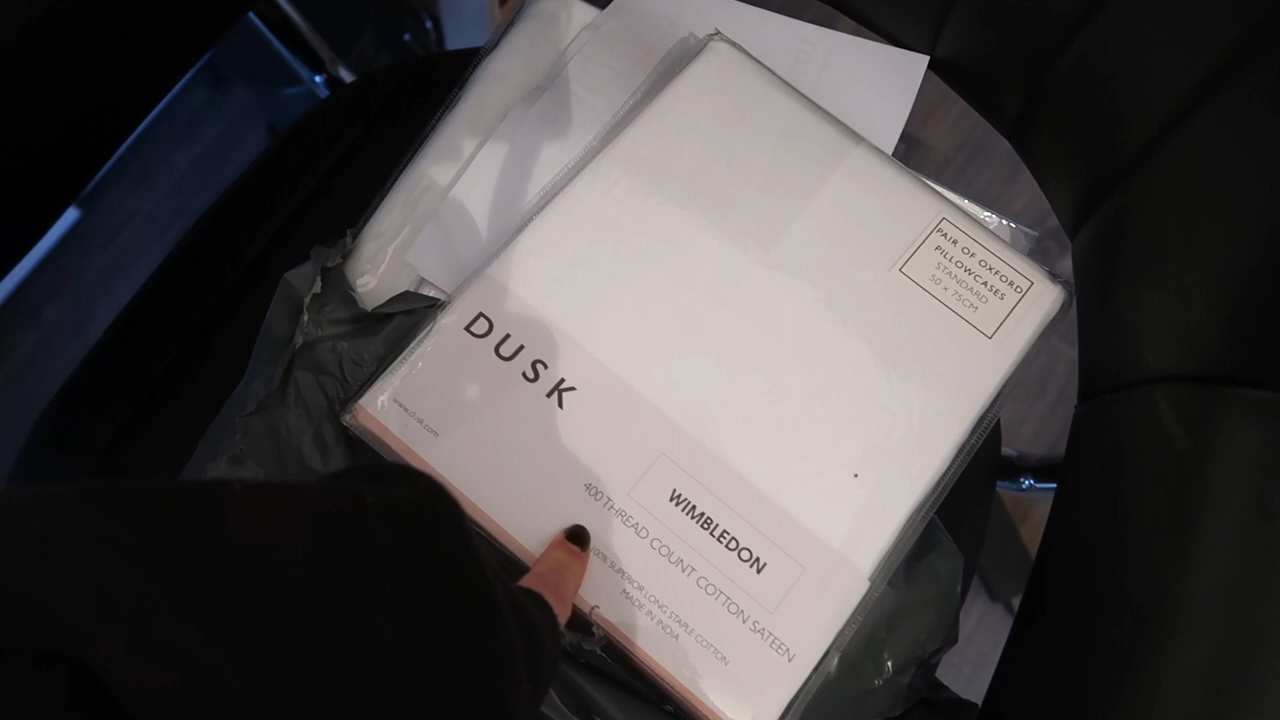 PAIR OF OXFORD
PILLOWCASES
STANDARD
50 x 75CM
DUSK
www.dusk.com
WIMBLEDON
400 THREAD COUNT COTTON SATEEN
100% SUPERIOR LONG STAPLE COTTON
MADE IN INDIA